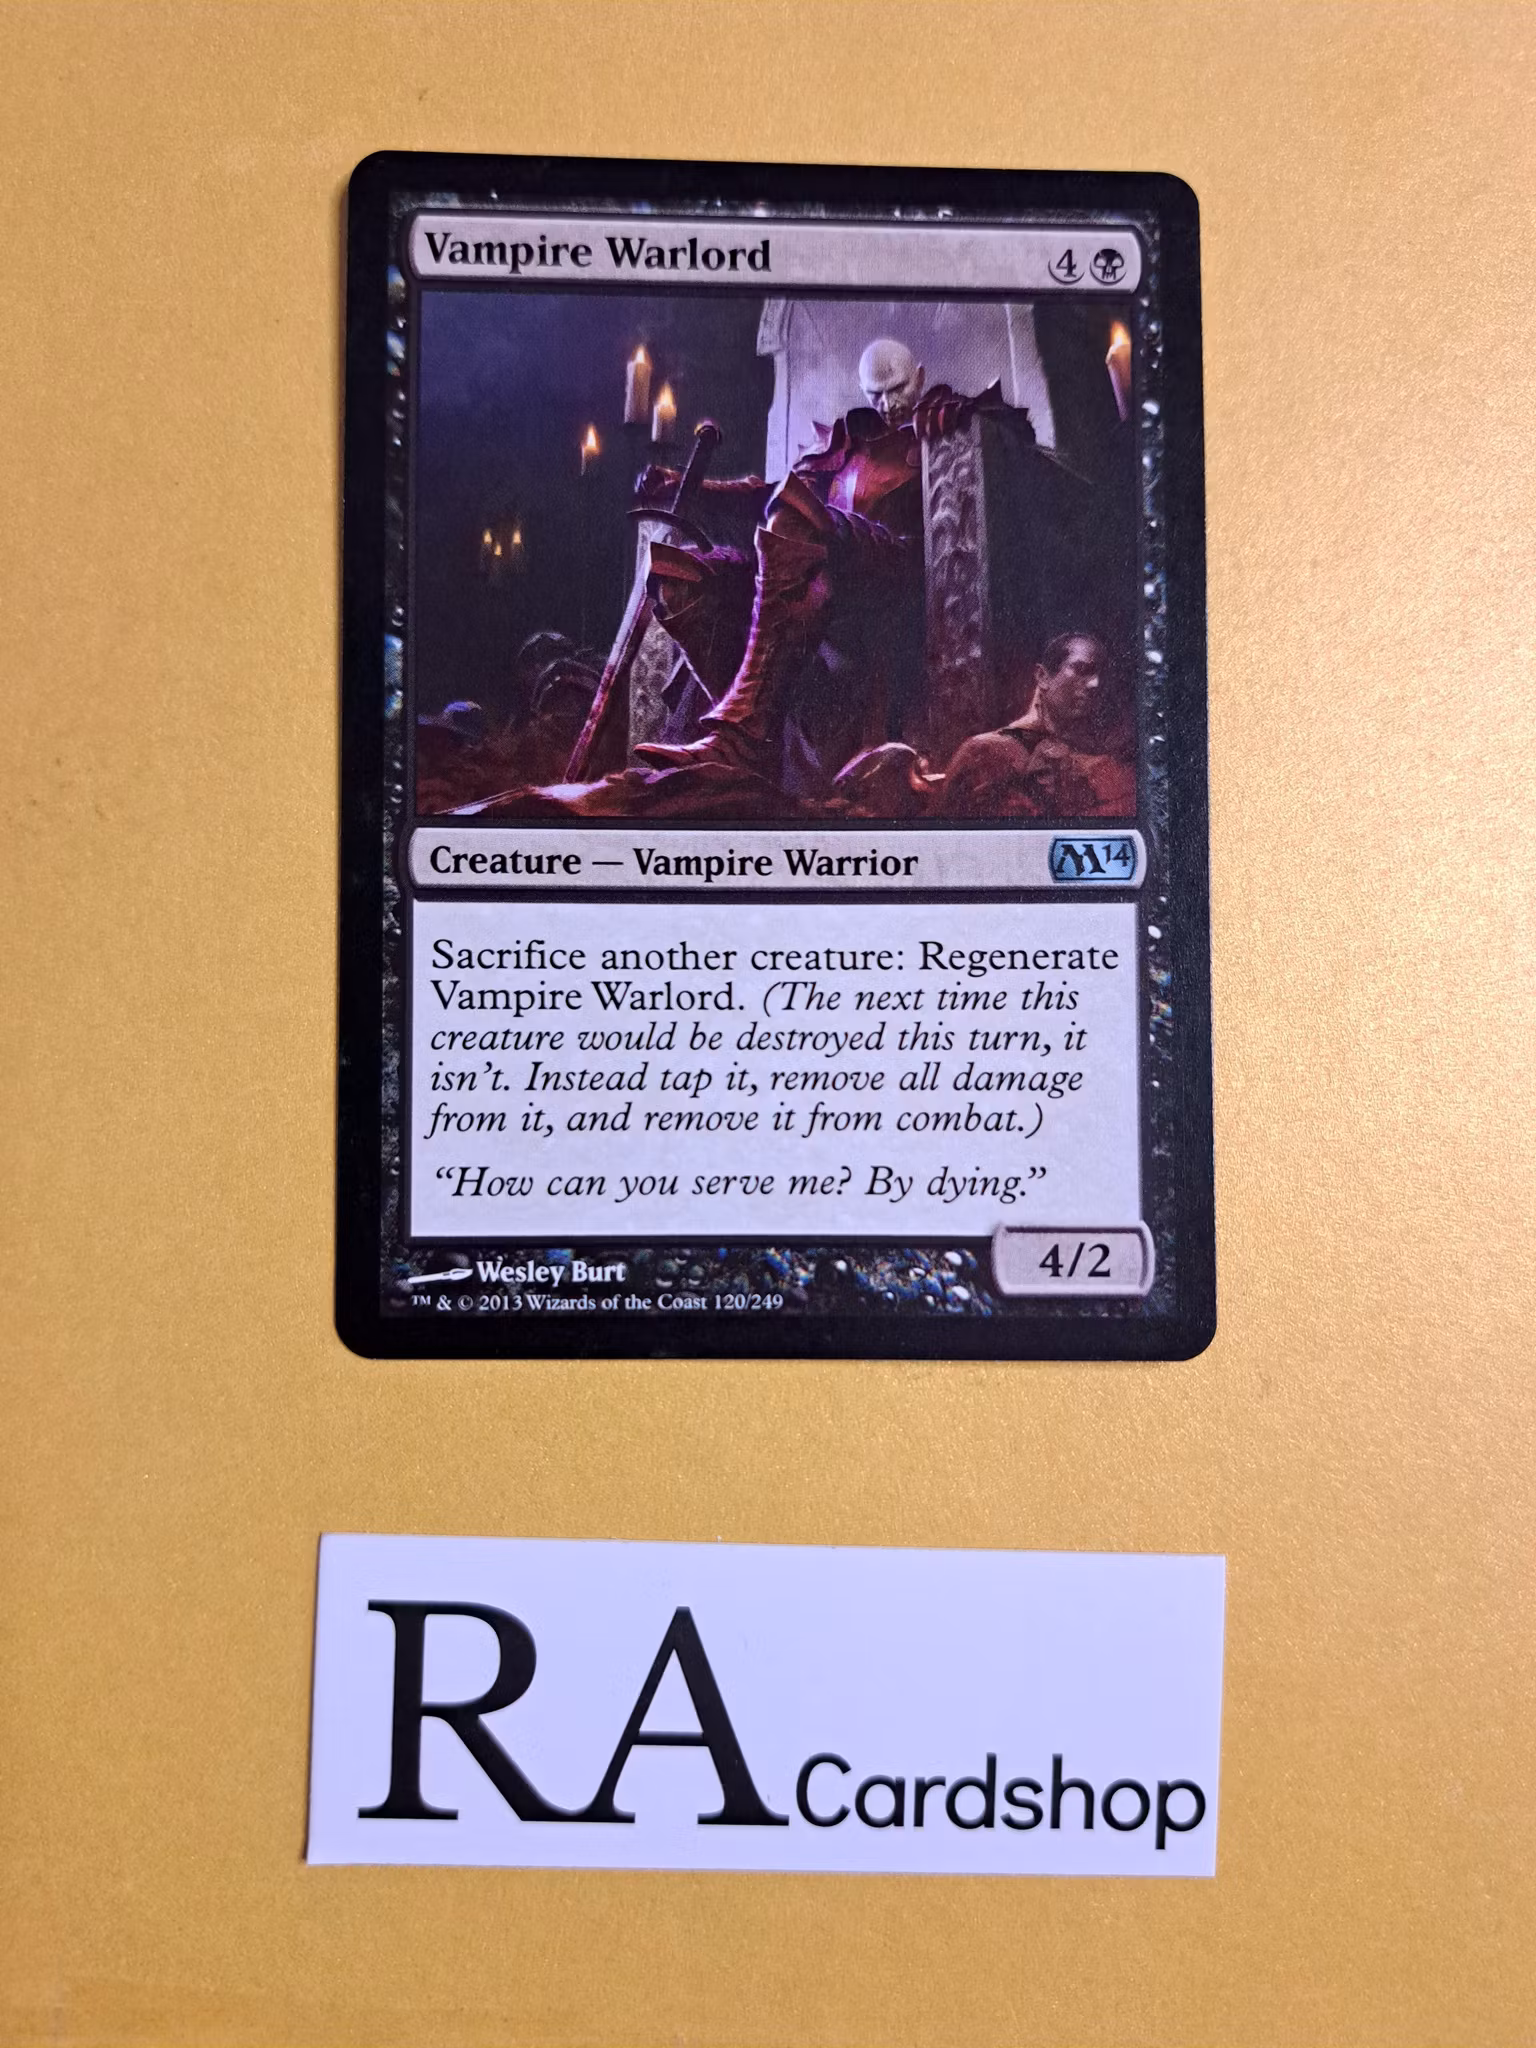 Vampire Warlord 4
Creature — Vampire Warrior M14
Sacrifice another creature: Regenerate
Vampire Warlord. (The next time this
creature would be destroyed this turn, it
isn't. Instead tap it, remove all damage
from it, and remove it from combat.)
“How can you serve me? By dying.”
4/2
Wesley Burt
™ & © 2013 Wizards of the Coast 120/249
RA Cardshop